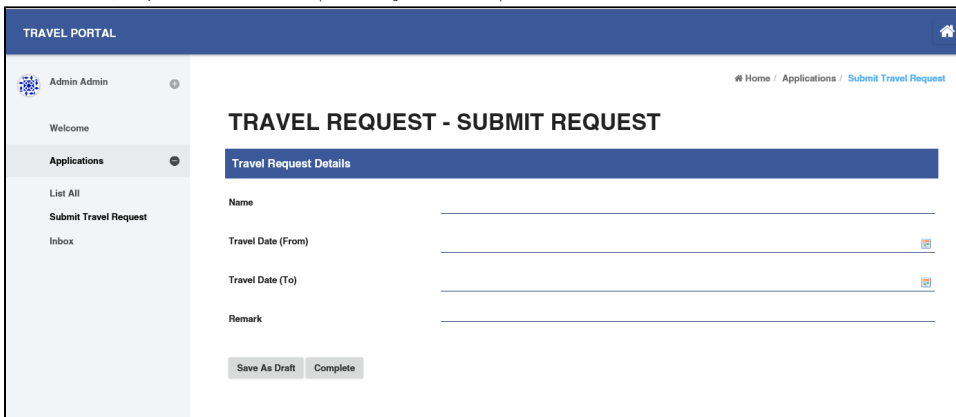 TRAVEL PORTAL
Admin Admin
Home / Applications / Submit Travel Request
Welcome
Applications
List All
Submit Travel Request
Inbox
TRAVEL REQUEST - SUBMIT REQUEST
Travel Request Details
Name
Travel Date (From)
Travel Date (To)
Remark
Save As Draft Complete